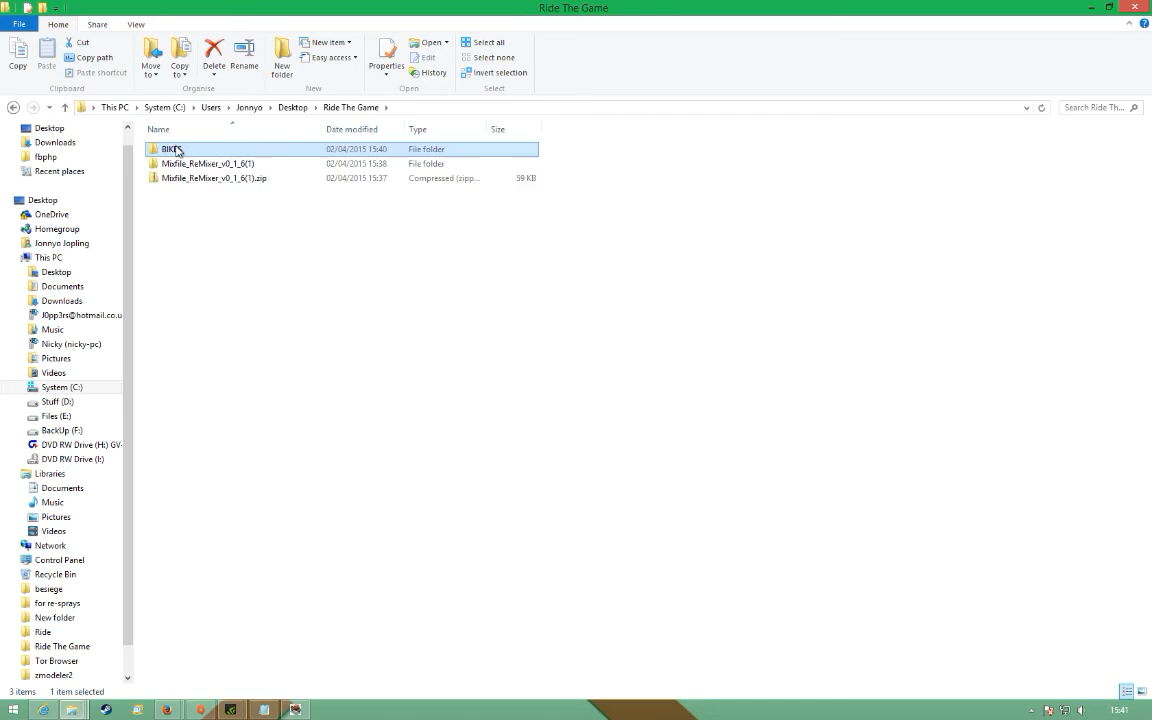 Ride The Game
File Home Share View
Copy
Paste
Cut
Copy path
Paste shortcut
Clipboard
Move to
Copy to
Delete
Rename
Organise
New folder
New item
Easy access
New
Properties
Open
Edit
History
Open
Select all
Select none
Invert selection
Select
This PC System (C:) Users Jonnyo Desktop Ride The Game
Search Ride Th...
Name Date modified Type Size
02/04/2015 15:40 File folder
Mixfile_ReMixer_v0_1_6(1) 02/04/2015 15:38 File folder
Mixfile_ReMixer_v0_1_6(1).zip 02/04/2015 15:37 Compressed (zipp... 59 KB
Desktop
Downloads
fbphp
Recent places
Desktop
OneDrive
Homegroup
Jonnyo Jopling
This PC
Desktop
Documents
Downloads
J0pp3rs@hotmail.co.u
Music
Nicky (nicky-pc)
Pictures
Videos
System (C:)
Stuff (D:)
Files (E:)
BackUp (F:)
DVD RW Drive (H:) GV-
DVD RW Drive (I:)
Libraries
Documents
Music
Pictures
Videos
Network
Control Panel
Recycle Bin
besiege
for re-sprays
New folder
Ride
Ride The Game
Tor Browser
zmodeler2
3 items 1 item selected
15:41